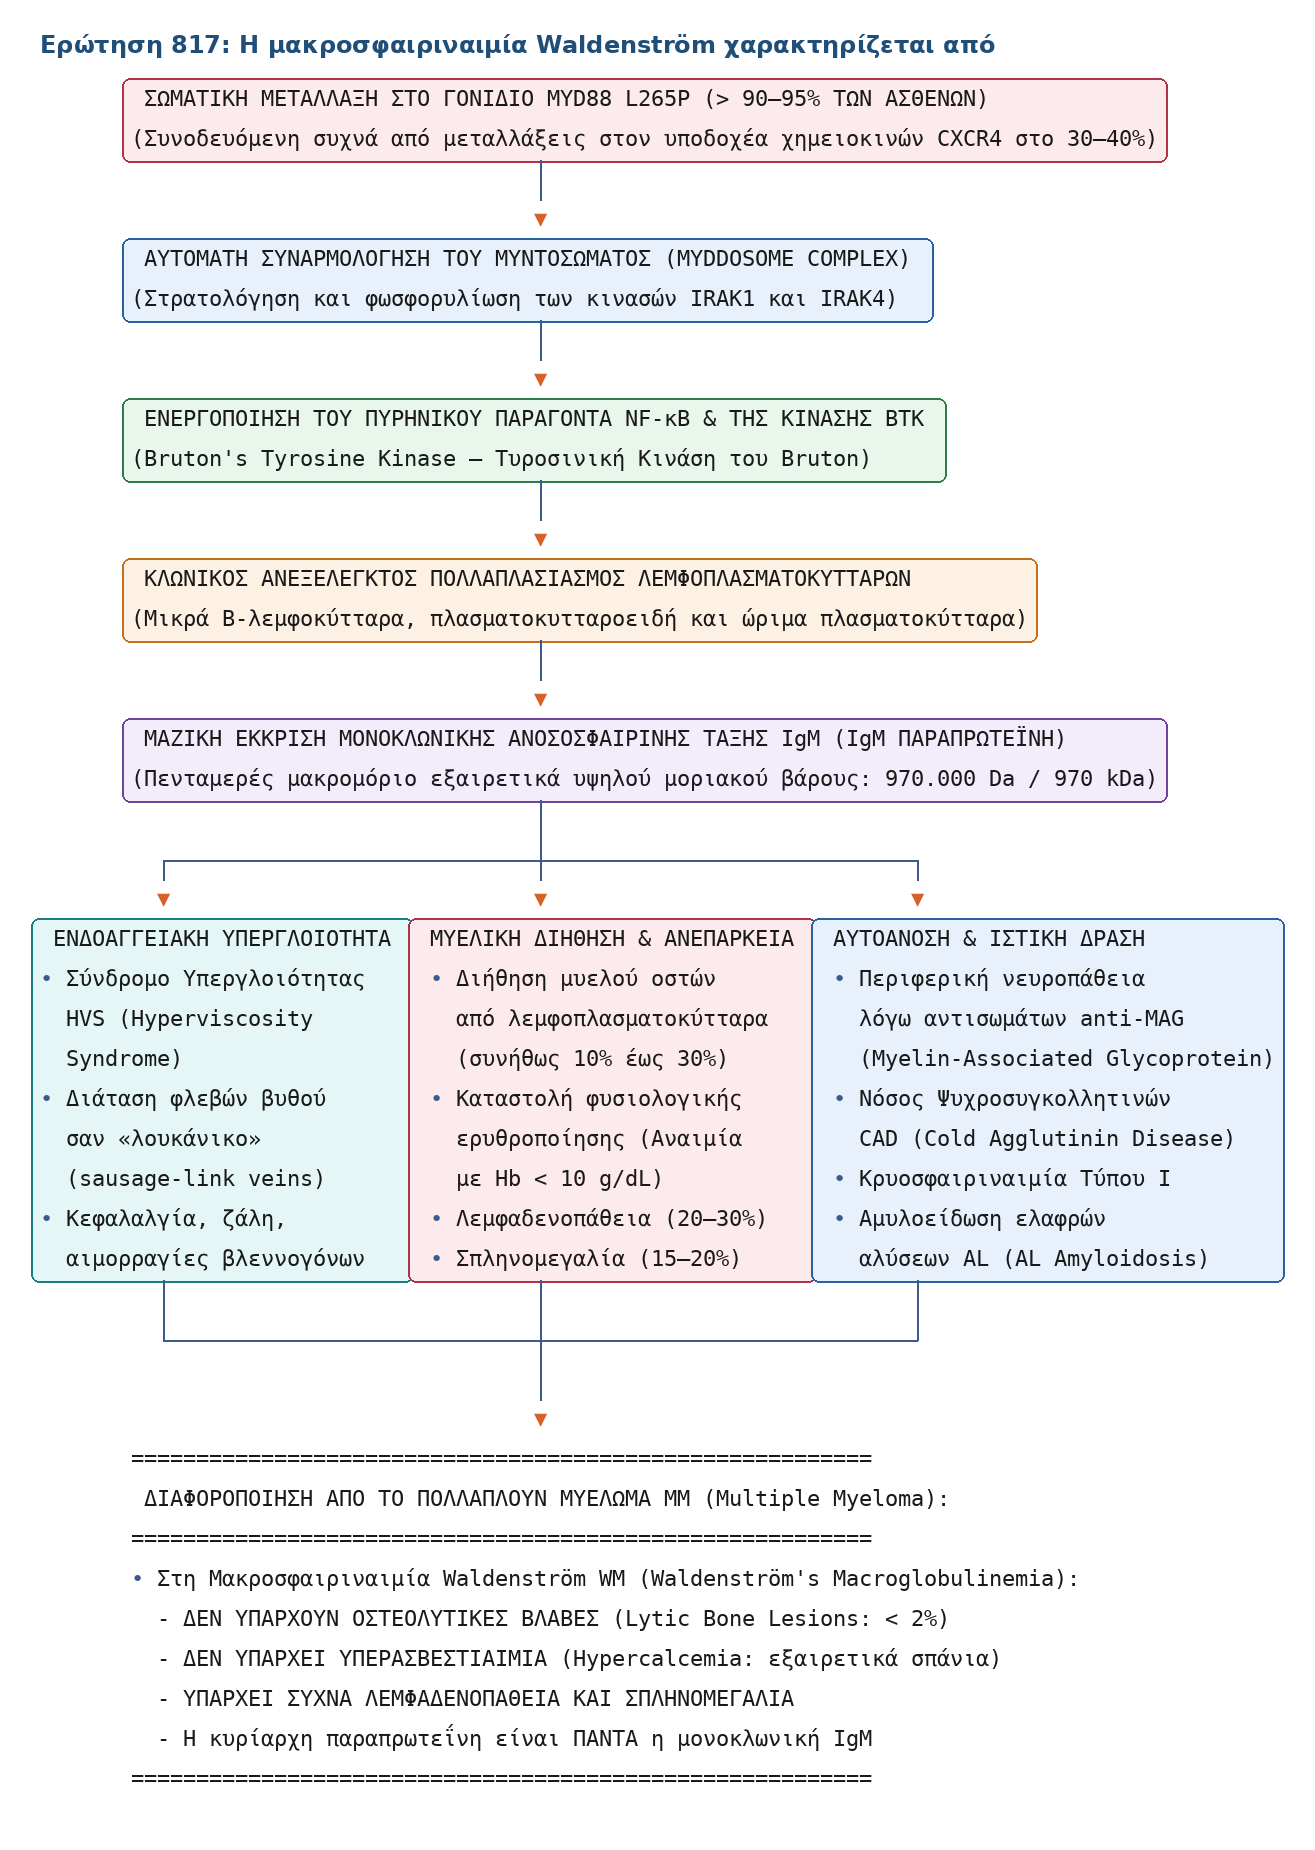 Ερώτηση 817: Η μακροσφαιριναιμία Waldenström χαρακτηρίζεται από
ΣΩΜΑΤΙΚΗ ΜΕΤΑΛΛΑΞΗ ΣΤΟ ΓΟΝΙΔΙΟ MYD88 L265P (> 90–95% ΤΩΝ ΑΣΘΕΝΩΝ)
(Συνοδευόμενη συχνά από μεταλλάξεις στον υποδοχέα χημειοκινών CXCR4 στο 30–40%)
▼
ΑΥΤΟΜΑΤΗ ΣΥΝΑΡΜΟΛΟΓΗΣΗ ΤΟΥ ΜΥΝΤΟΣΩΜΑΤΟΣ (MYDDOSOME COMPLEX)
(Στρατολόγηση και φωσφορυλίωση των κινασών IRAK1 και IRAK4)
▼
ΕΝΕΡΓΟΠΟΙΗΣΗ ΤΟΥ ΠΥΡΗΝΙΚΟΥ ΠΑΡΑΓΟΝΤΑ NF-κB & ΤΗΣ ΚΙΝΑΣΗΣ BTK
(Bruton's Tyrosine Kinase – Τυροσινική Κινάση του Bruton)
▼
ΚΛΩΝΙΚΟΣ ΑΝΕΞΕΛΕΓΚΤΟΣ ΠΟΛΛΑΠΛΑΣΙΑΣΜΟΣ ΛΕΜΦΟΠΛΑΣΜΑΤΟΚΥΤΤΑΡΩΝ
(Μικρά Β-λεμφοκύτταρα, πλασματοκυτταροειδή και ώριμα πλασματοκύτταρα)
▼
ΜΑΖΙΚΗ ΕΚΚΡΙΣΗ ΜΟΝΟΚΛΩΝΙΚΗΣ ΑΝΟΣΟΣΦΑΙΡΙΝΗΣ ΤΑΞΗΣ IgM (IgM ΠΑΡΑΠΡΩΤΕΪΝΗ)
(Πενταμερές μακρομόριο εξαιρετικά υψηλού μοριακού βάρους: 970.000 Da / 970 kDa)
▼ ▼ ▼
ΕΝΔΟΑΓΓΕΙΑΚΗ ΥΠΕΡΓΛΟΙΟΤΗΤΑ
• Σύνδρομο Υπεργλοιότητας
HVS (Hyperviscosity
Syndrome)
• Διάταση φλεβών βυθού
σαν «λουκάνικο»
(sausage-link veins)
• Κεφαλαλγία, ζάλη,
αιμορραγίες βλεννογόνων
ΜΥΕΛΙΚΗ ΔΙΗΘΗΣΗ & ΑΝΕΠΑΡΚΕΙΑ
• Διήθηση μυελού οστών
από λεμφοπλασματοκύτταρα
(συνήθως 10% έως 30%)
• Καταστολή φυσιολογικής
ερυθροποίησης (Αναιμία
με Hb < 10 g/dL)
• Λεμφαδενοπάθεια (20–30%)
• Σπληνομεγαλία (15–20%)
ΑΥΤΟΑΝΟΣΗ & ΙΣΤΙΚΗ ΔΡΑΣΗ
• Περιφερική νευροπάθεια
λόγω αντισωμάτων anti-MAG
(Myelin-Associated Glycoprotein)
• Νόσος Ψυχροσυγκολλητινών
CAD (Cold Agglutinin Disease)
• Κρυοσφαιριναιμία Τύπου I
• Αμυλοείδωση ελαφρών
αλύσεων AL (AL Amyloidosis)
▼
=========================================================
ΔΙΑΦΟΡΟΠΟΙΗΣΗ ΑΠΟ ΤΟ ΠΟΛΛΑΠΛΟΥΝ ΜΥΕΛΩΜΑ MM (Multiple Myeloma):
=========================================================
• Στη Μακροσφαιριναιμία Waldenström WM (Waldenström's Macroglobulinemia):
- ΔΕΝ ΥΠΑΡΧΟΥΝ ΟΣΤΕΟΛΥΤΙΚΕΣ ΒΛΑΒΕΣ (Lytic Bone Lesions: < 2%)
- ΔΕΝ ΥΠΑΡΧΕΙ ΥΠΕΡΑΣΒΕΣΤΙΑΙΜΙΑ (Hypercalcemia: εξαιρετικά σπάνια)
- ΥΠΑΡΧΕΙ ΣΥΧΝΑ ΛΕΜΦΑΔΕΝΟΠΑΘΕΙΑ ΚΑΙ ΣΠΛΗΝΟΜΕΓΑΛΙΑ
- Η κυρίαρχη παραπρωτεΐνη είναι ΠΑΝΤΑ η μονοκλωνική IgM
=========================================================